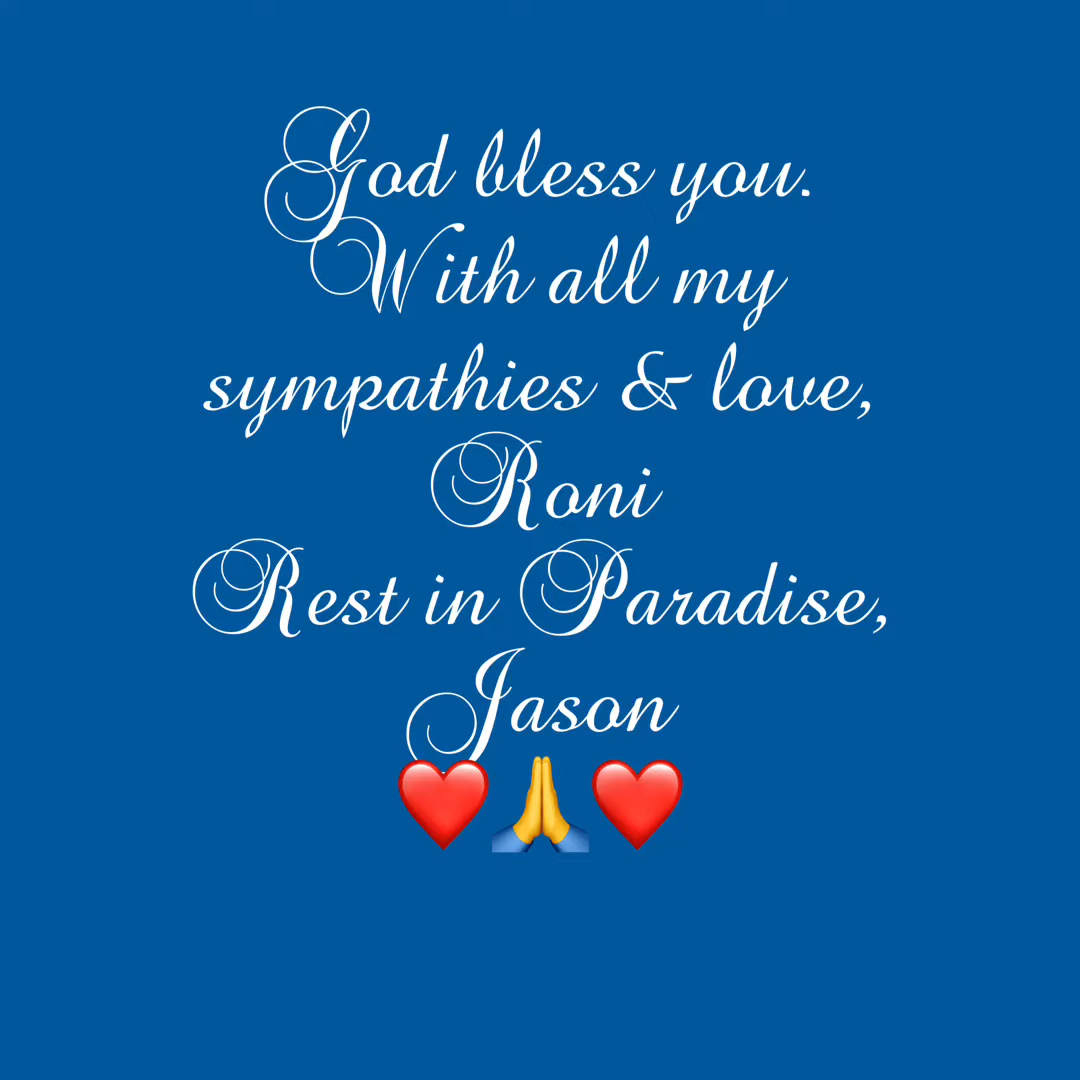 God bless you.
With all my
sympathies & love,
Roni
Rest in Paradise,
Jason
❤️🙏❤️